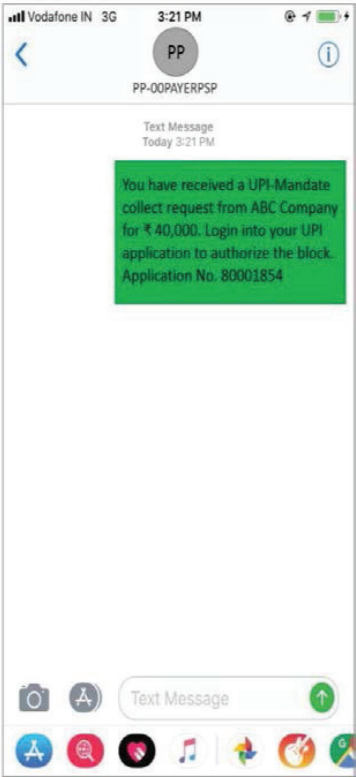 Vodafone IN 3G 3:21 PM
PP
PP-OOPAYERPSP
Text Message
Today 3:21 PM
You have received a UPI-Mandate
collect request from ABC Company
for ₹ 40,000. Login into your UPI
application to authorize the block.
Application No. 80001854
Text Message